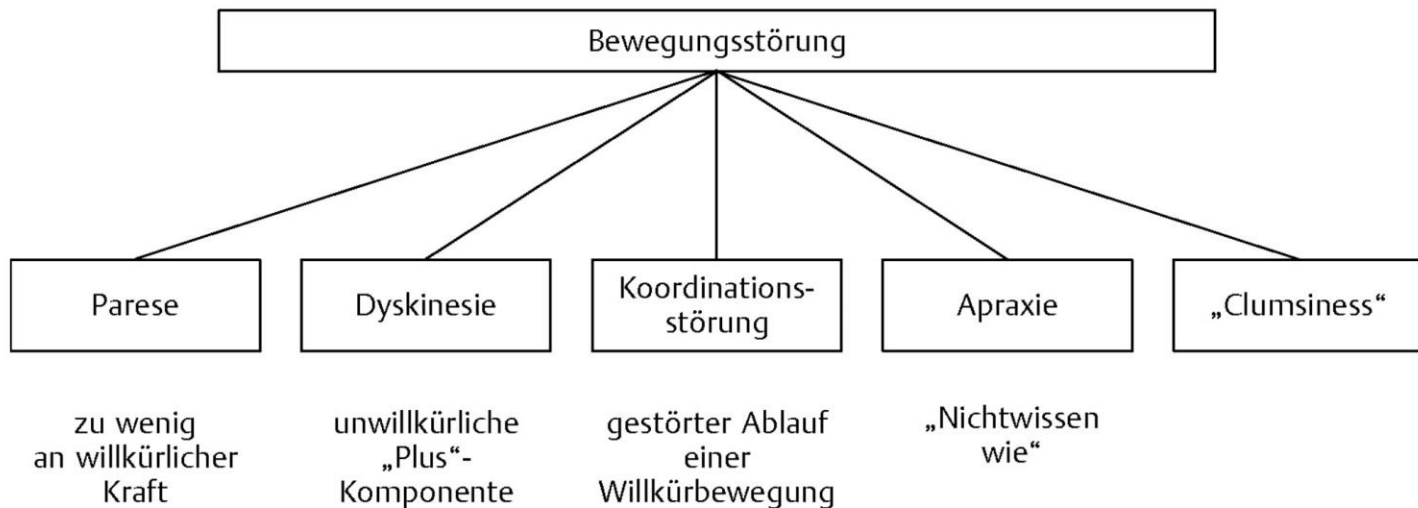 Bewegungsstörung
Parese
Dyskinesie
Koordinations-
störung
Apraxie
„Clumsiness“
zu wenig
an willkürlicher
Kraft
unwillkürliche
„Plus“-
Komponente
gestörter Ablauf
einer
Willkürbewegung
„Nichtwissen
wie“